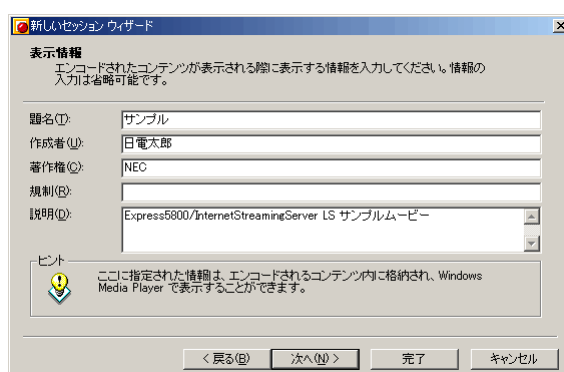 新しいセッション ウィザード
表示情報
エンコードされたコンテンツが表示される際に表示する情報を入力してください。情報の
入力は省略可能です。
題名(T): サンプル
作成者(U): 日電太郎
著作権(C): NEC
規制(R):
説明(D): Express5800/InternetStreamingServer LS サンプルムービー
ヒント
ここに指定された情報は、エンコードされるコンテンツ内に格納され、Windows
Media Player で表示することができます。
< 戻る(B) 次へ(N) > 完了 キャンセル